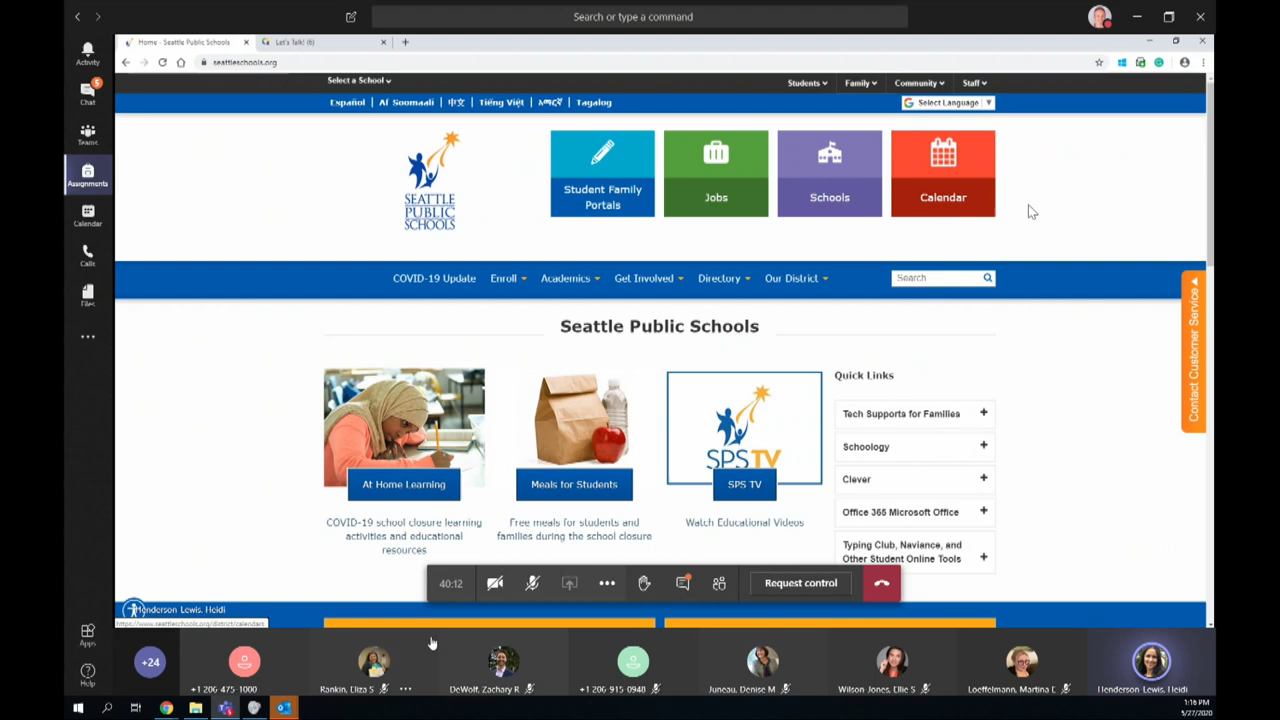 Search or type a command
Home - Seattle Public Schools
Let's Talk! (6)
seattleschools.org
Activity
5
Chat
Teams
Assignments
Calendar
Calls
Files
Apps
Help
Select a School
Students
Family
Community
Staff
Español | Af Soomaali | 中文 | Tiếng Việt | አማርኛ | Tagalog
Select Language
SEATTLE
PUBLIC
SCHOOLS
Student Family
Portals
Jobs
Schools
Calendar
COVID-19 Update
Enroll
Academics
Get Involved
Directory
Our District
Search
Contact Customer Service
Seattle Public Schools
At Home Learning
COVID-19 school closure learning
activities and educational
resources
Meals for Students
Free meals for students and
families during the school closure
SPSTV
SPS TV
Watch Educational Videos
Quick Links
Tech Supports for Families
Schoology
Clever
Office 365 Microsoft Office
Typing Club, Naviance, and
Other Student Online Tools
40:12
Request control
Henderson Lewis, Heidi
https://www.seattleschools.org/district/calendars
+24
+1 206-475-1000
Rankin, Eliza S
DeWolf, Zachary R
+1 206-915-0940
Juneau, Denise M
Wilson-Jones, Ellie S
Loeffelmann, Martina L
Henderson Lewis, Heidi
1:16 PM
5/27/2020